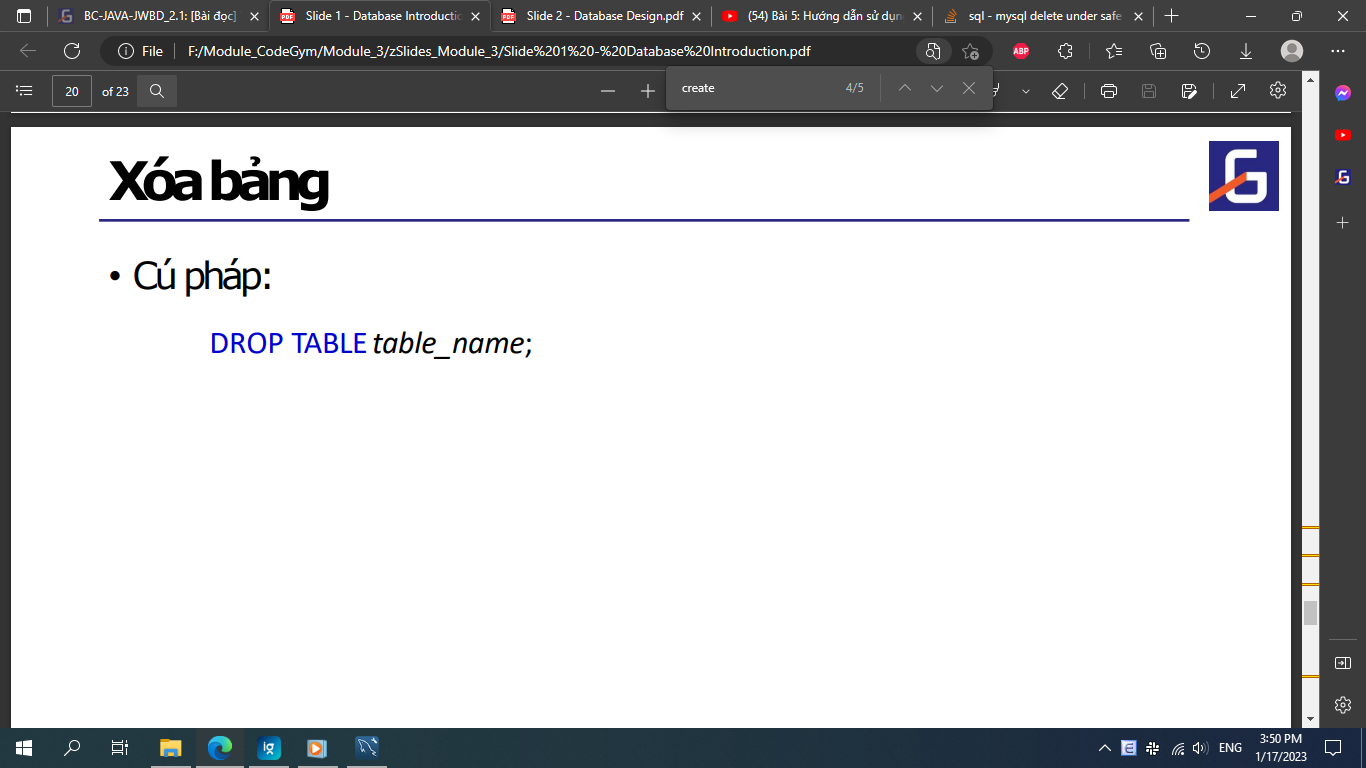 BC-JAVA-JWBD_2.1: [Bài đọc]
Slide 1 - Database Introductio
Slide 2 - Database Design.pdf
(54) Bài 5: Hướng dẫn sử dụn
sql - mysql delete under safe
File
F:/Module_CodeGym/Module_3/zSlides_Module_3/Slide%201%20-%20Database%20Introduction.pdf
ABP
20 of 23
create 4/5
Xóa bảng
G
• Cú pháp:
DROP TABLE table_name;
ENG
3:50 PM
1/17/2023